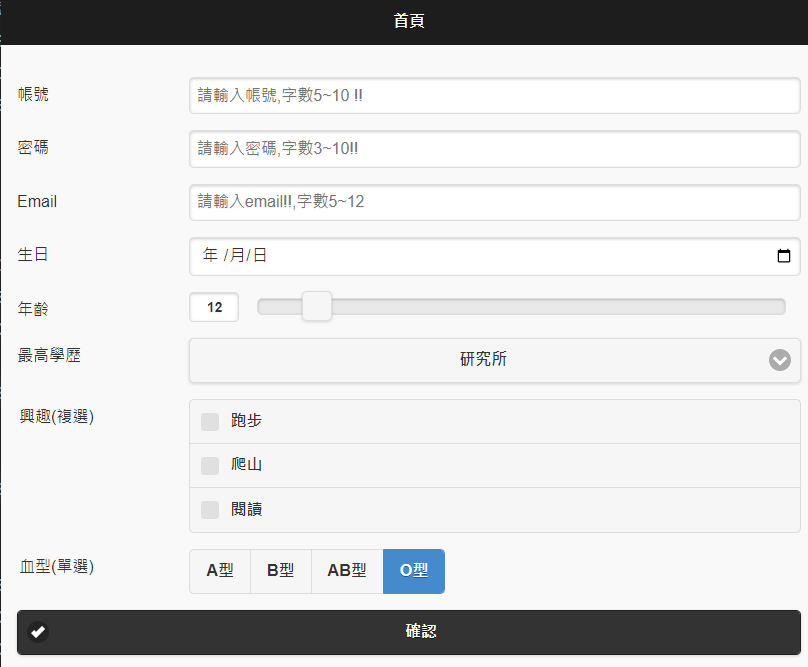 首頁
帳號 請輸入帳號,字數5~10 !!
密碼 請輸入密碼,字數3~10!!
Email 請輸入email!!,字數5~12
生日 年 /月/日
年齡 12
最高學歷 研究所
興趣(複選) 跑步
爬山
閱讀
血型(單選) A型 B型 AB型 O型
確認